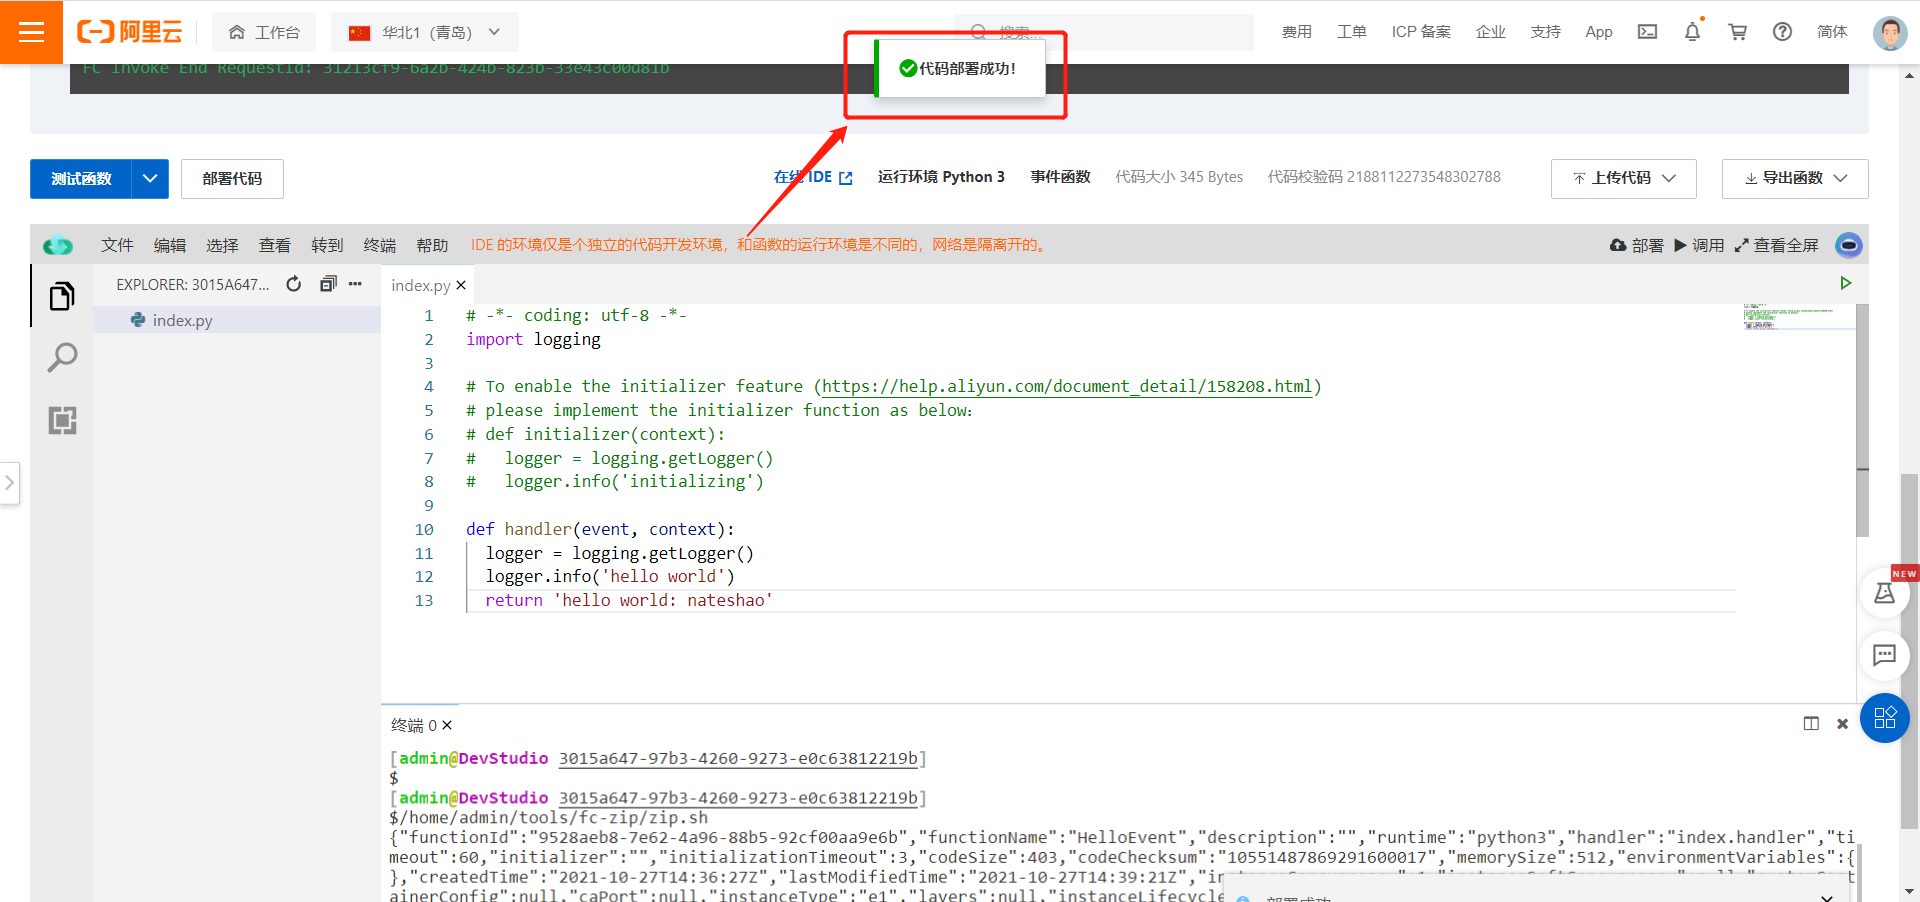 阿里云
工作台
华北1（青岛）
搜索...
费用
工单
ICP 备案
企业
支持
App
简体
FC Invoke End RequestId: 31213cf9-6a2b-424b-823b-33e43c00d81b
代码部署成功!
测试函数
部署代码
在线 IDE
运行环境 Python 3
事件函数
代码大小 345 Bytes
代码校验码 2188112273548302788
上传代码
导出函数
文件
编辑
选择
查看
转到
终端
帮助
IDE 的环境仅是个独立的代码开发环境，和函数的运行环境是不同的，网络是隔离开的。
部署
调用
查看全屏
EXPLORER: 3015A647...
index.py
index.py
1 # -*- coding: utf-8 -*-
2 import logging
3
4 # To enable the initializer feature (https://help.aliyun.com/document_detail/158208.html)
5 # please implement the initializer function as below:
6 # def initializer(context):
7 #   logger = logging.getLogger()
8 #   logger.info('initializing')
9
10 def handler(event, context):
11   logger = logging.getLogger()
12   logger.info('hello world')
13   return 'hello world: nateshao'
NEW
终端 0
[admin@DevStudio 3015a647-97b3-4260-9273-e0c63812219b]
$
[admin@DevStudio 3015a647-97b3-4260-9273-e0c63812219b]
$/home/admin/tools/fc-zip/zip.sh
{"functionId":"9528aeb8-7e62-4a96-88b5-92cf00aa9e6b","functionName":"HelloEvent","description":"","runtime":"python3","handler":"index.handler","ti
meout":60,"initializer":"","initializationTimeout":3,"codeSize":403,"codeChecksum":"10551487869291600017","memorySize":512,"environmentVariables":{
},"createdTime":"2021-10-27T14:36:27Z","lastModifiedTime":"2021-10-27T14:39:21Z",
ainerConfig":null,"caPort":null,"instanceType":"e1","layers":null,"instanceLifecycle
部署成功